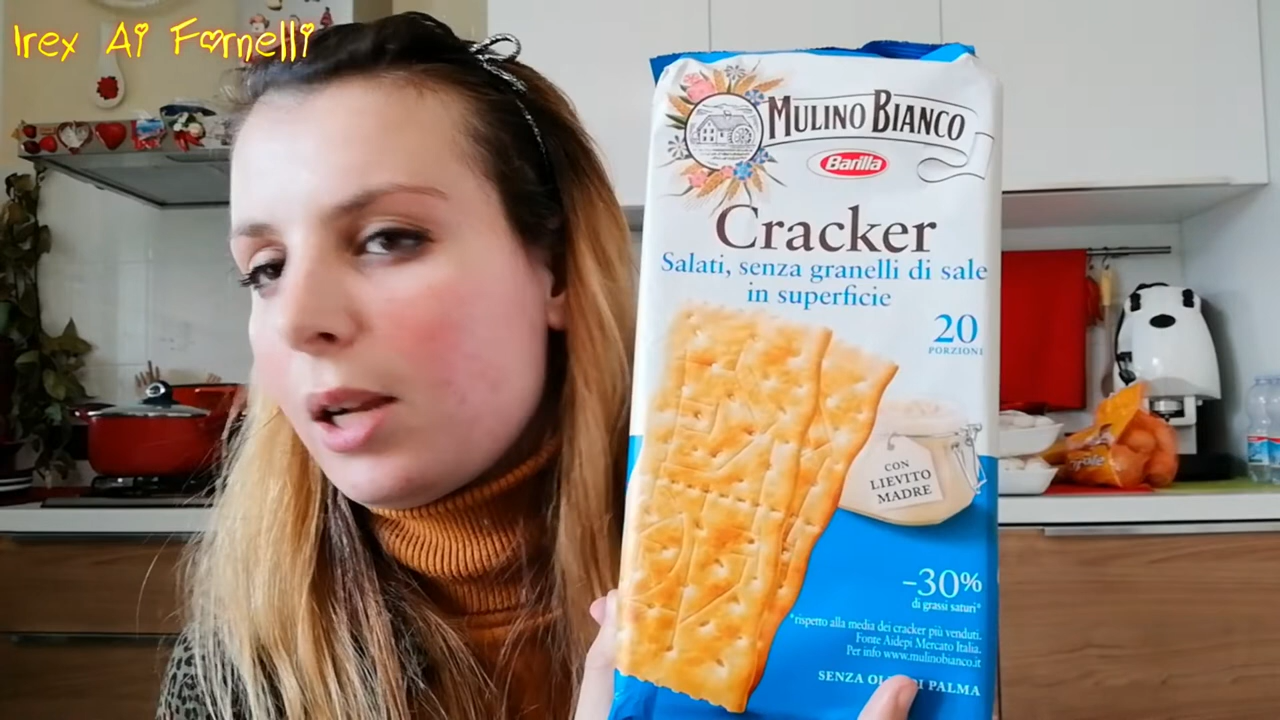 Irex Ai Fornelli
MULINO BIANCO
Barilla
Cracker
Salati, senza granelli di sale
in superficie
20
PORZIONI
CON
LIEVITO
MADRE
-30%
di grassi saturi*
*rispetto alla media dei cracker più venduti.
Fonte Aidepi Mercato Italia.
Per info www.mulinobianco.it
SENZA DI PALMA